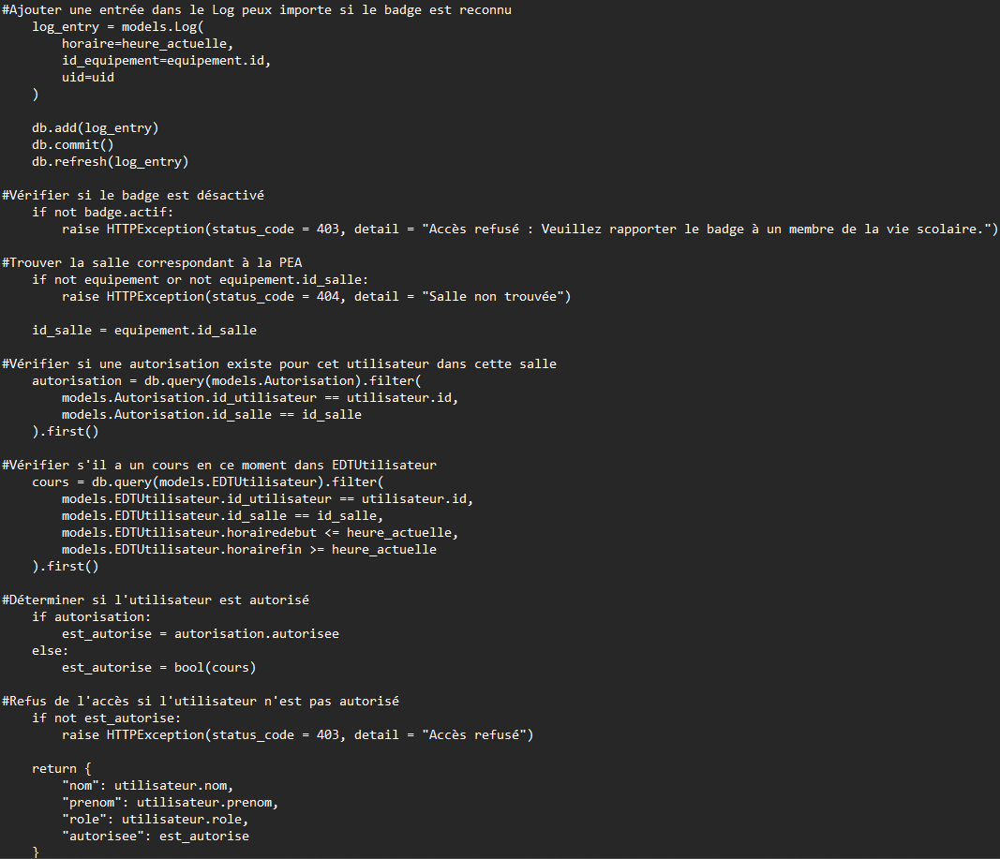 #Ajouter une entrée dans le Log peux importe si le badge est reconnu
    log_entry = models.Log(
        horaire=heure_actuelle,
        id_equipement=equipement.id,
        uid=uid
    )

    db.add(log_entry)
    db.commit()
    db.refresh(log_entry)

#Vérifier si le badge est désactivé
    if not badge.actif:
        raise HTTPException(status_code = 403, detail = "Accès refusé : Veuillez rapporter le badge à un membre de la vie scolaire.")

#Trouver la salle correspondant à la PEA
    if not equipement or not equipement.id_salle:
        raise HTTPException(status_code = 404, detail = "Salle non trouvée")

    id_salle = equipement.id_salle

#Vérifier si une autorisation existe pour cet utilisateur dans cette salle
    autorisation = db.query(models.Autorisation).filter(
        models.Autorisation.id_utilisateur == utilisateur.id,
        models.Autorisation.id_salle == id_salle
    ).first()

#Vérifier s'il a un cours en ce moment dans EDTUtilisateur
    cours = db.query(models.EDTUtilisateur).filter(
        models.EDTUtilisateur.id_utilisateur == utilisateur.id,
        models.EDTUtilisateur.id_salle == id_salle,
        models.EDTUtilisateur.horairedebut <= heure_actuelle,
        models.EDTUtilisateur.horairefin >= heure_actuelle
    ).first()

#Déterminer si l'utilisateur est autorisé
    if autorisation:
        est_autorise = autorisation.autorisee
    else:
        est_autorise = bool(cours)

#Refus de l'accès si l'utilisateur n'est pas autorisé
    if not est_autorise:
        raise HTTPException(status_code = 403, detail = "Accès refusé")

    return {
        "nom": utilisateur.nom,
        "prenom": utilisateur.prenom,
        "role": utilisateur.role,
        "autorisee": est_autorise
    }